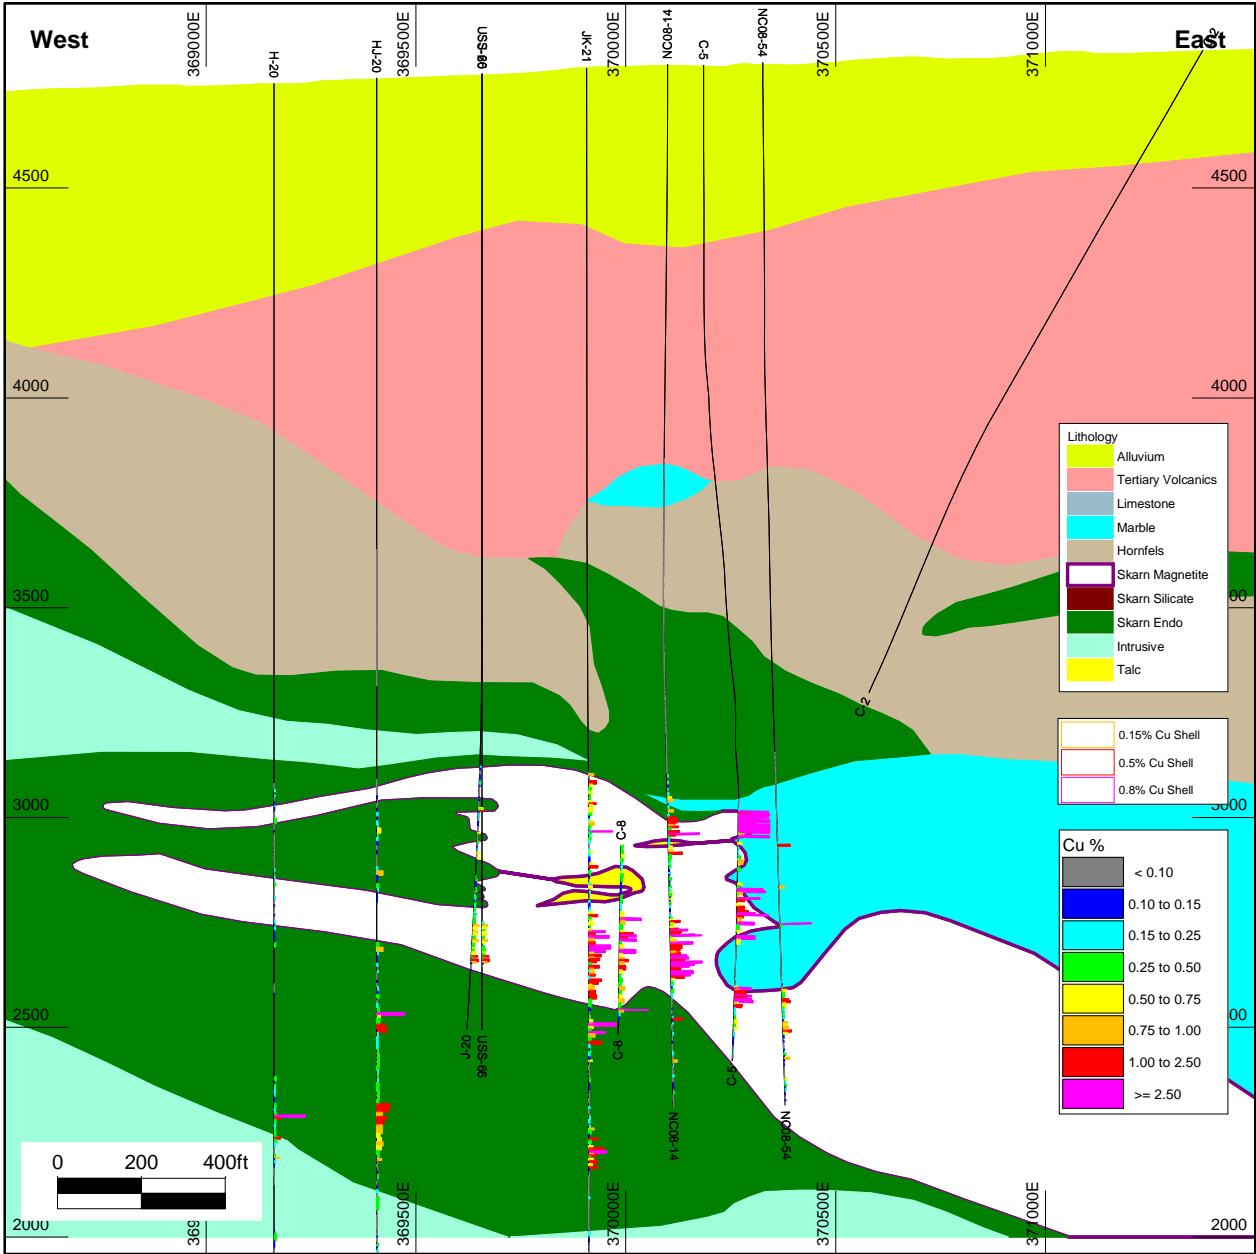 West
East
369000E
369500E
370000E
370500E
371000E
H-20
HJ-20
JK-21
NC08-14
C-5
NC08-54
C-2
4500
4500
4000
4000
3500
3000
3000
2500
2000
2000
C-2
C-8
C-8
J-20
USS-66
C-5
NC08-14
NC08-54
Lithology
Alluvium
Tertiary Volcanics
Limestone
Marble
Hornfels
Skarn Magnetite
Skarn Silicate
Skarn Endo
Intrusive
Talc
0.15% Cu Shell
0.5% Cu Shell
0.8% Cu Shell
Cu %
< 0.10
0.10 to 0.15
0.15 to 0.25
0.25 to 0.50
0.50 to 0.75
0.75 to 1.00
1.00 to 2.50
>= 2.50
0 200 400ft
369500E
370000E
370500E
371000E